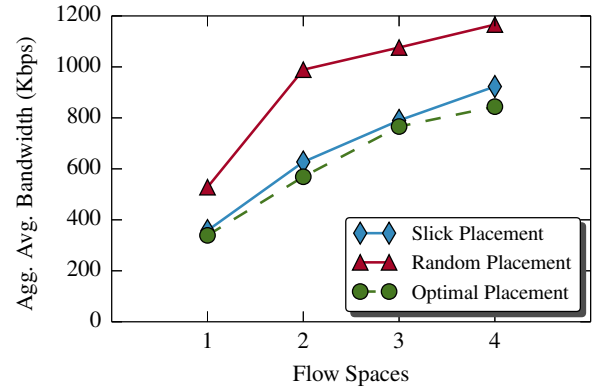 1200
1000
800
600
400
200
0
Agg. Avg. Bandwidth (Kbps)
Slick Placement
Random Placement
Optimal Placement
1 2 3 4
Flow Spaces